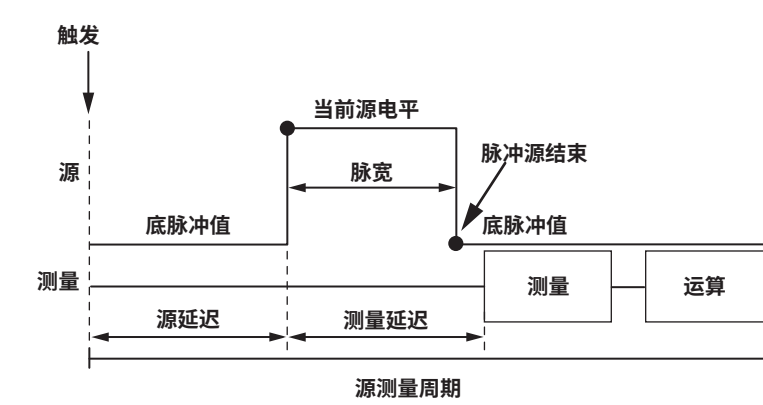 触发
当前源电平
脉冲源结束
源
脉宽
底脉冲值
底脉冲值
测量
测量
运算
源延迟
测量延迟
源测量周期